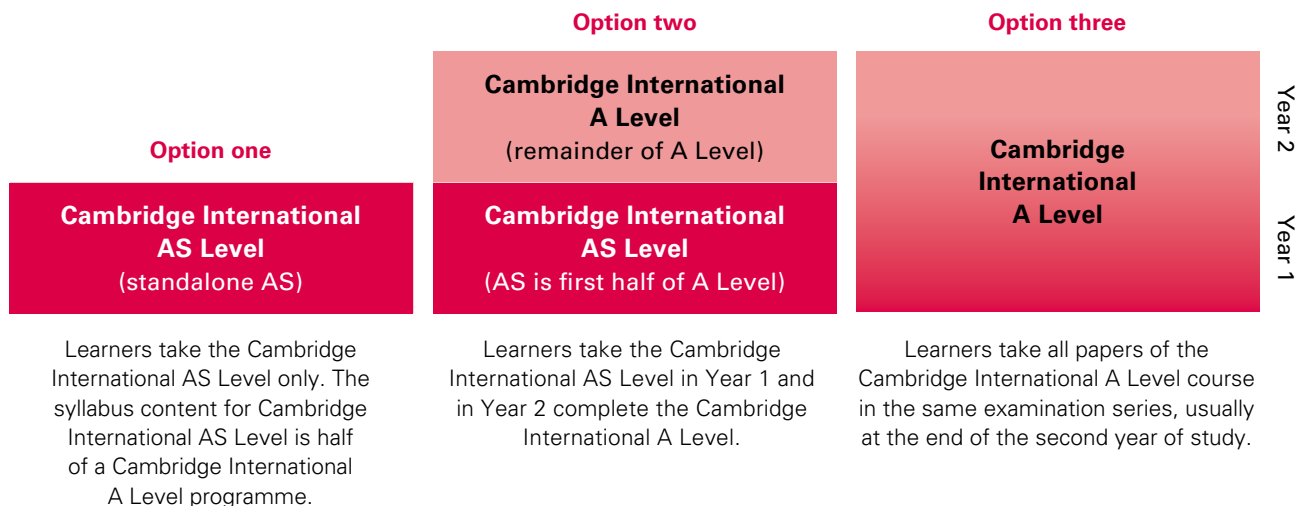 Option one
Cambridge International
AS Level
(standalone AS)
Learners take the Cambridge
International AS Level only. The
syllabus content for Cambridge
International AS Level is half
of a Cambridge International
A Level programme.
Option two
Cambridge International
A Level
(remainder of A Level)
Cambridge International
AS Level
(AS is first half of A Level)
Learners take the Cambridge
International AS Level in Year 1 and
in Year 2 complete the Cambridge
International A Level.
Option three
Cambridge
International
A Level
Learners take all papers of the
Cambridge International A Level course
in the same examination series, usually
at the end of the second year of study.
Year 2
Year 1